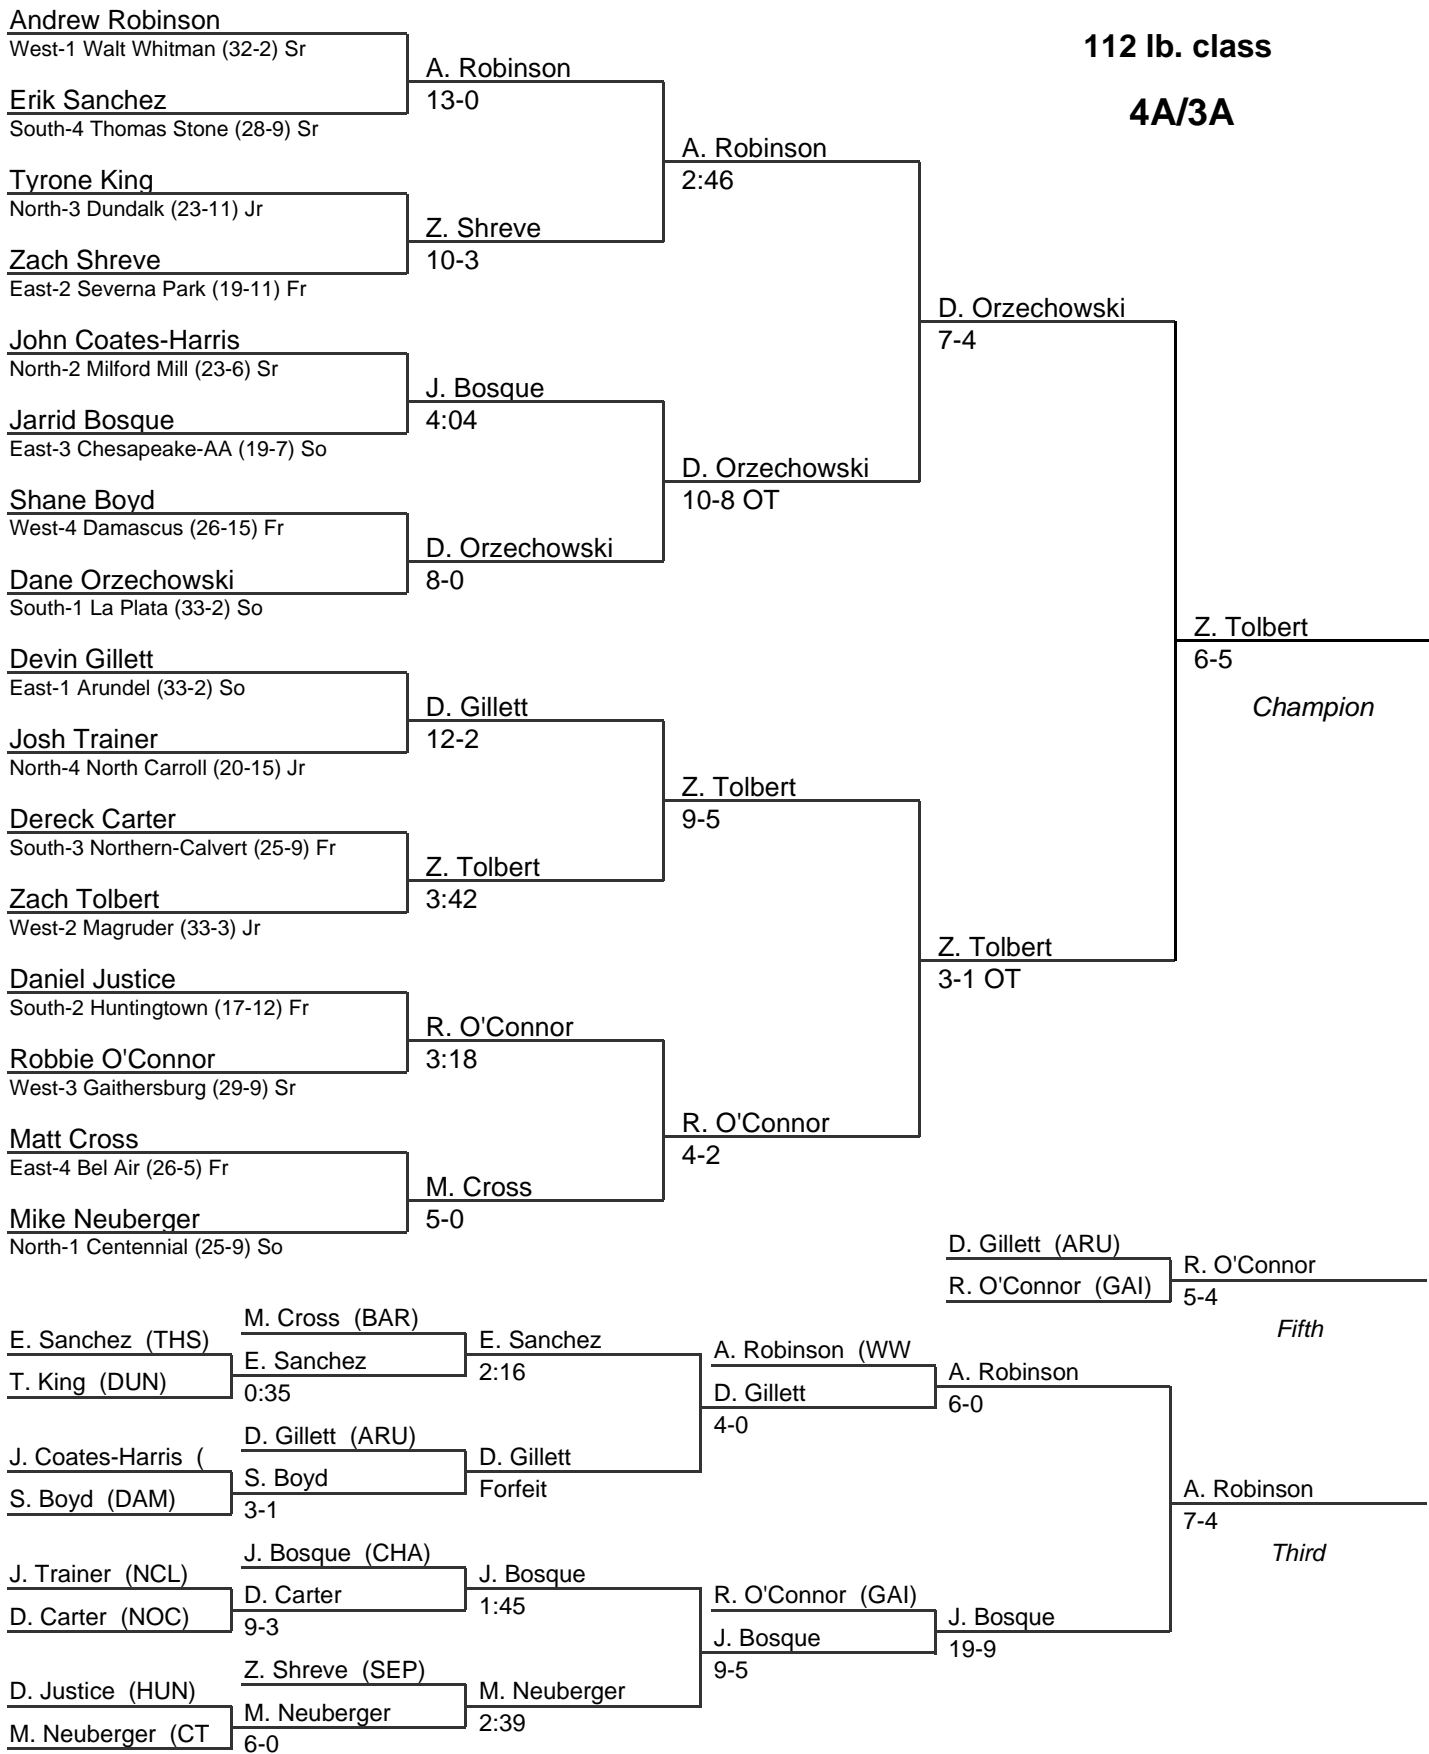 112 lb. class
4A/3A
Andrew Robinson
West-1 Walt Whitman (32-2) Sr
Erik Sanchez
South-4 Thomas Stone (28-9) Sr
Tyrone King
North-3 Dundalk (23-11) Jr
Zach Shreve
East-2 Severna Park (19-11) Fr
John Coates-Harris
North-2 Milford Mill (23-6) Sr
Jarrid Bosque
East-3 Chesapeake-AA (19-7) So
Shane Boyd
West-4 Damascus (26-15) Fr
Dane Orzechowski
South-1 La Plata (33-2) So
Devin Gillett
East-1 Arundel (33-2) So
Josh Trainer
North-4 North Carroll (20-15) Jr
Dereck Carter
South-3 Northern-Calvert (25-9) Fr
Zach Tolbert
West-2 Magruder (33-3) Jr
Daniel Justice
South-2 Huntingtown (17-12) Fr
Robbie O'Connor
West-3 Gaithersburg (29-9) Sr
Matt Cross
East-4 Bel Air (26-5) Fr
Mike Neuberger
North-1 Centennial (25-9) So
A. Robinson
13-0
Z. Shreve
10-3
J. Bosque
4:04
D. Orzechowski
8-0
D. Gillett
12-2
Z. Tolbert
3:42
R. O'Connor
3:18
M. Cross
5-0
A. Robinson
2:46
D. Orzechowski
10-8 OT
Z. Tolbert
9-5
R. O'Connor
4-2
D. Orzechowski
7-4
Z. Tolbert
3-1 OT
Z. Tolbert
6-5
Champion
D. Gillett (ARU)
R. O'Connor (GAI)
R. O'Connor
5-4
Fifth
E. Sanchez (THS)
T. King (DUN)
J. Coates-Harris (
S. Boyd (DAM)
J. Trainer (NCL)
D. Carter (NOC)
D. Justice (HUN)
M. Neuberger (CT
M. Cross (BAR)
E. Sanchez
0:35
D. Gillett (ARU)
S. Boyd
3-1
J. Bosque (CHA)
D. Carter
9-3
Z. Shreve (SEP)
M. Neuberger
6-0
E. Sanchez
2:16
D. Gillett
Forfeit
J. Bosque
1:45
M. Neuberger
2:39
A. Robinson (WW
D. Gillett
4-0
R. O'Connor (GAI)
J. Bosque
9-5
A. Robinson
6-0
J. Bosque
19-9
A. Robinson
7-4
Third